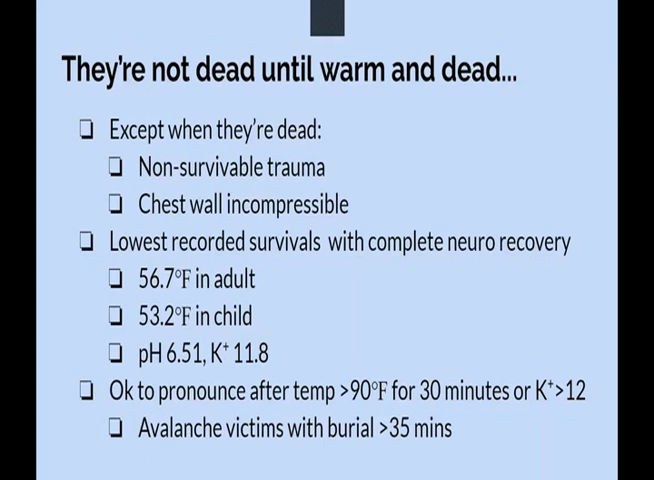 They're not dead until warm and dead...
❏ Except when they're dead:
❏ Non-survivable trauma
❏ Chest wall incompressible
❏ Lowest recorded survivals with complete neuro recovery
❏ 56.7°F in adult
❏ 53.2°F in child
❏ pH 6.51, K⁺ 11.8
❏ Ok to pronounce after temp >90°F for 30 minutes or K⁺>12
❏ Avalanche victims with burial >35 mins